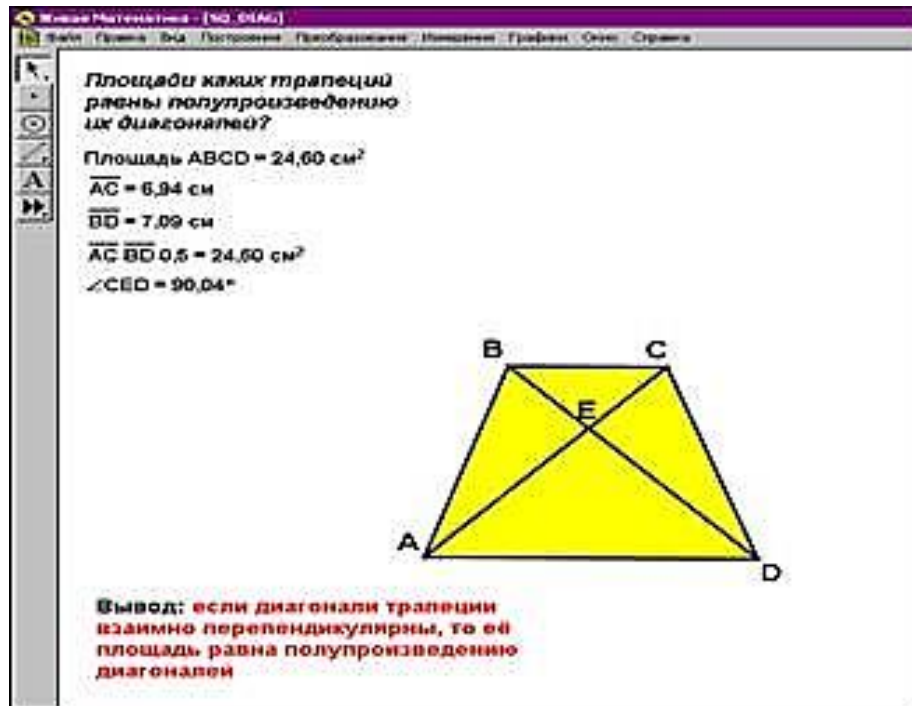 Живая Математика - [SQ_DIAG]
Файл Правка Вид Построения Преобразования Измерения Графики Окно Справка
Площади каких трапеций
равны полупроизведению
их диагоналей?
Площадь ABCD = 24,60 см²
AC = 6,94 см
BD = 7,09 см
AC BD 0,5 = 24,60 см²
∠CED = 90,04°
B C
E
A
D
A
Вывод: если диагонали трапеции
взаимно перепендикулярны, то её
площадь равна полупроизведению
диагоналей